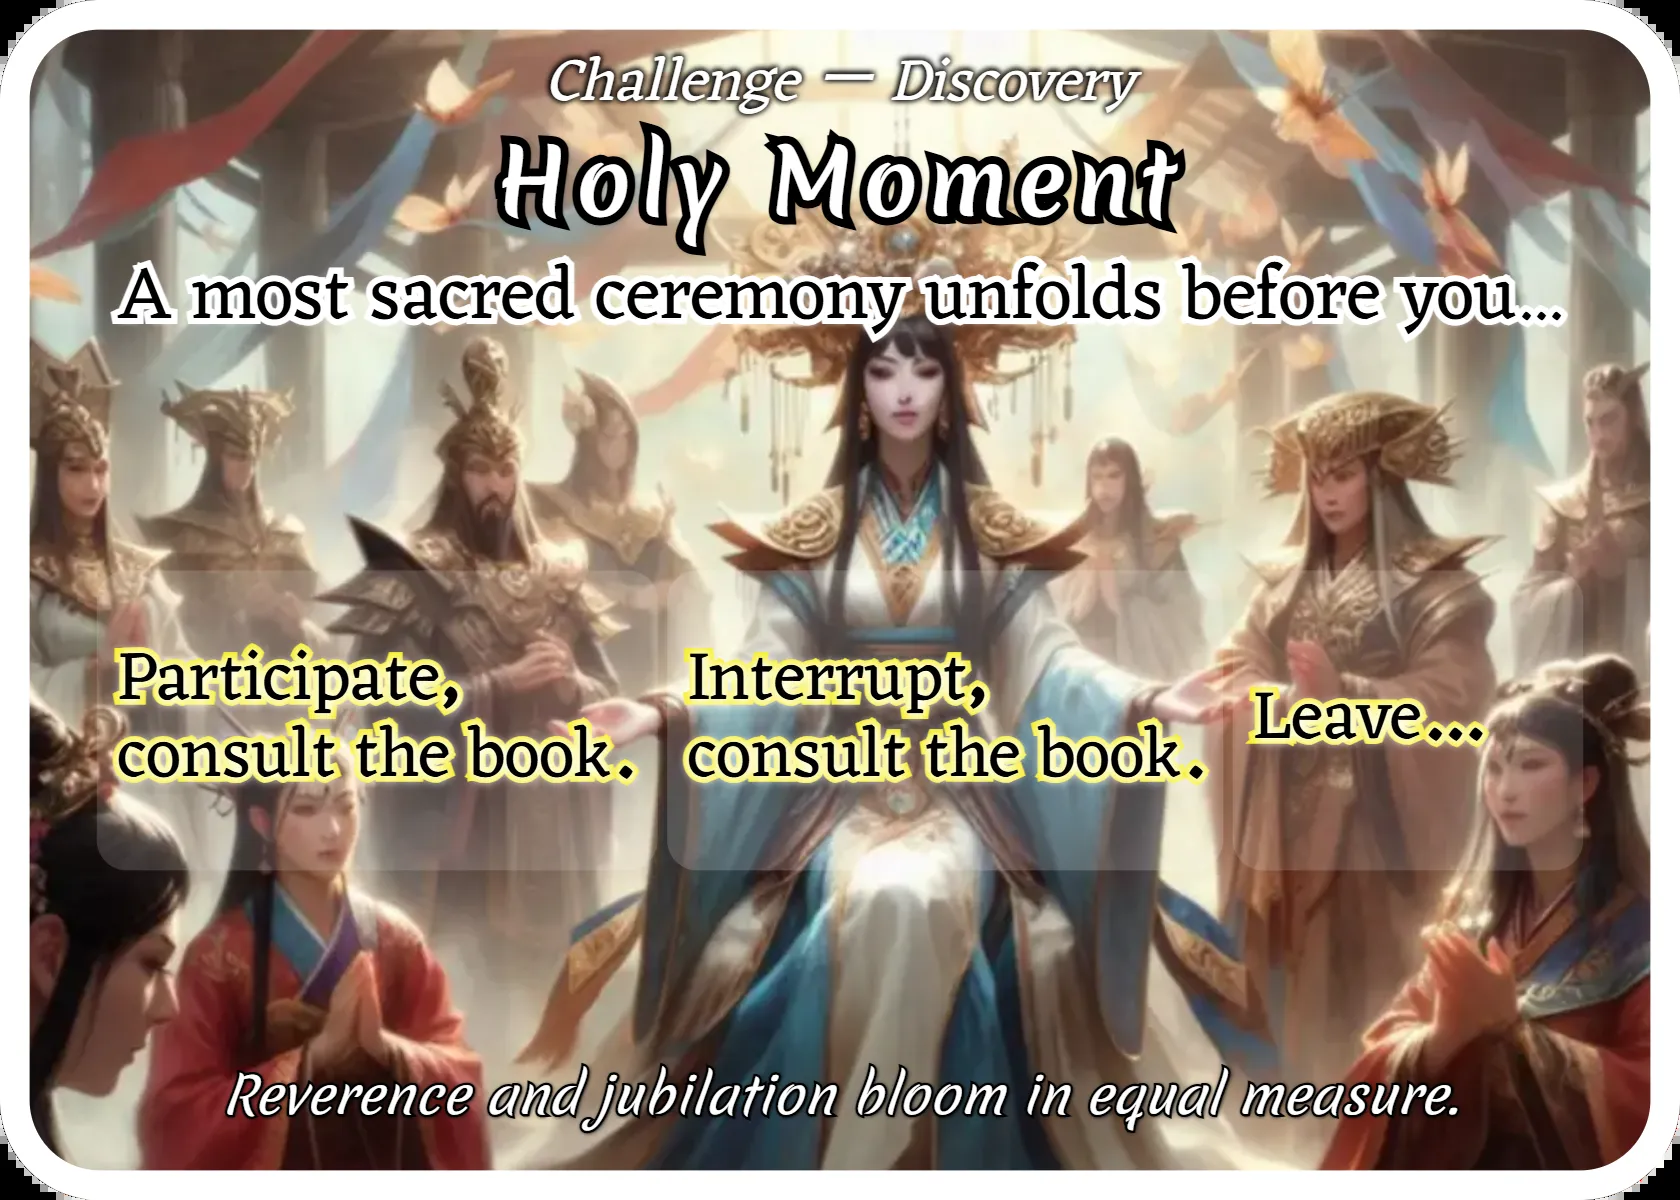 Challenge — Discovery
Holy Moment
A most sacred ceremony unfolds before you...
Participate,
consult the book.
Interrupt,
consult the book.
Leave...
Reverence and jubilation bloom in equal measure.